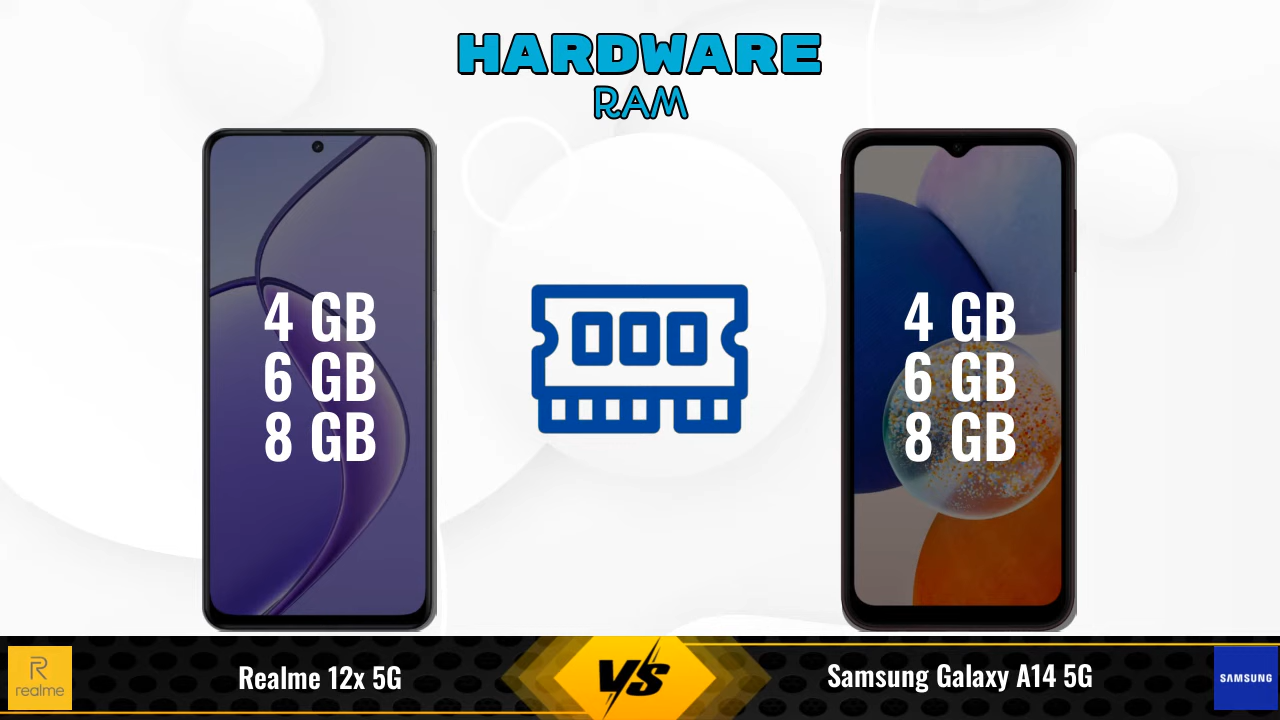 HARDWARE
RAM
4 GB
6 GB
8 GB
4 GB
6 GB
8 GB
R
realme
Realme 12x 5G
VS
Samsung Galaxy A14 5G
SAMSUNG